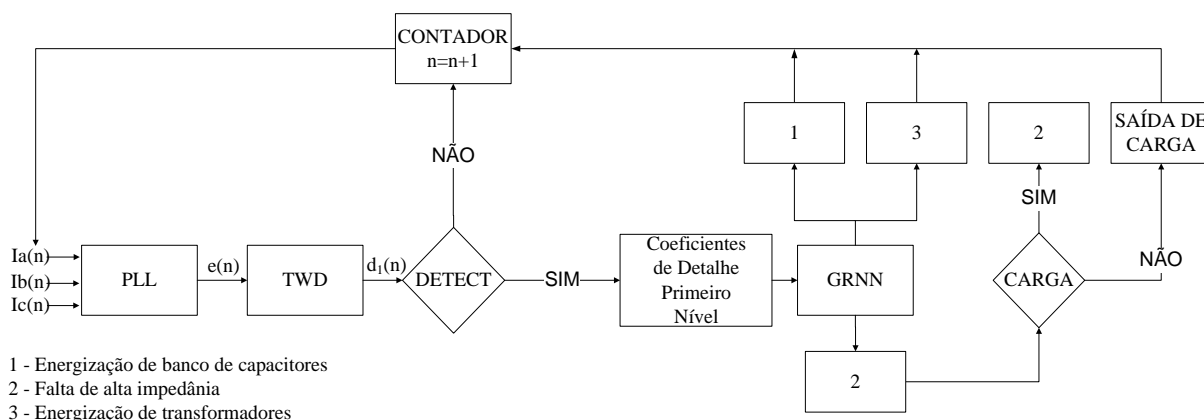 CONTADOR
n=n+1
1
3
2
SAÍDA DE
CARGA
NÃO
SIM
NÃO
Ia(n)
Ib(n)
Ic(n)
PLL
e(n)
TWD
d₁(n)
DETECT
SIM
Coeficientes
de Detalhe
Primeiro
Nível
GRNN
CARGA
2
1 - Energização de banco de capacitores
2 - Falta de alta impedânia
3 - Energização de transformadores